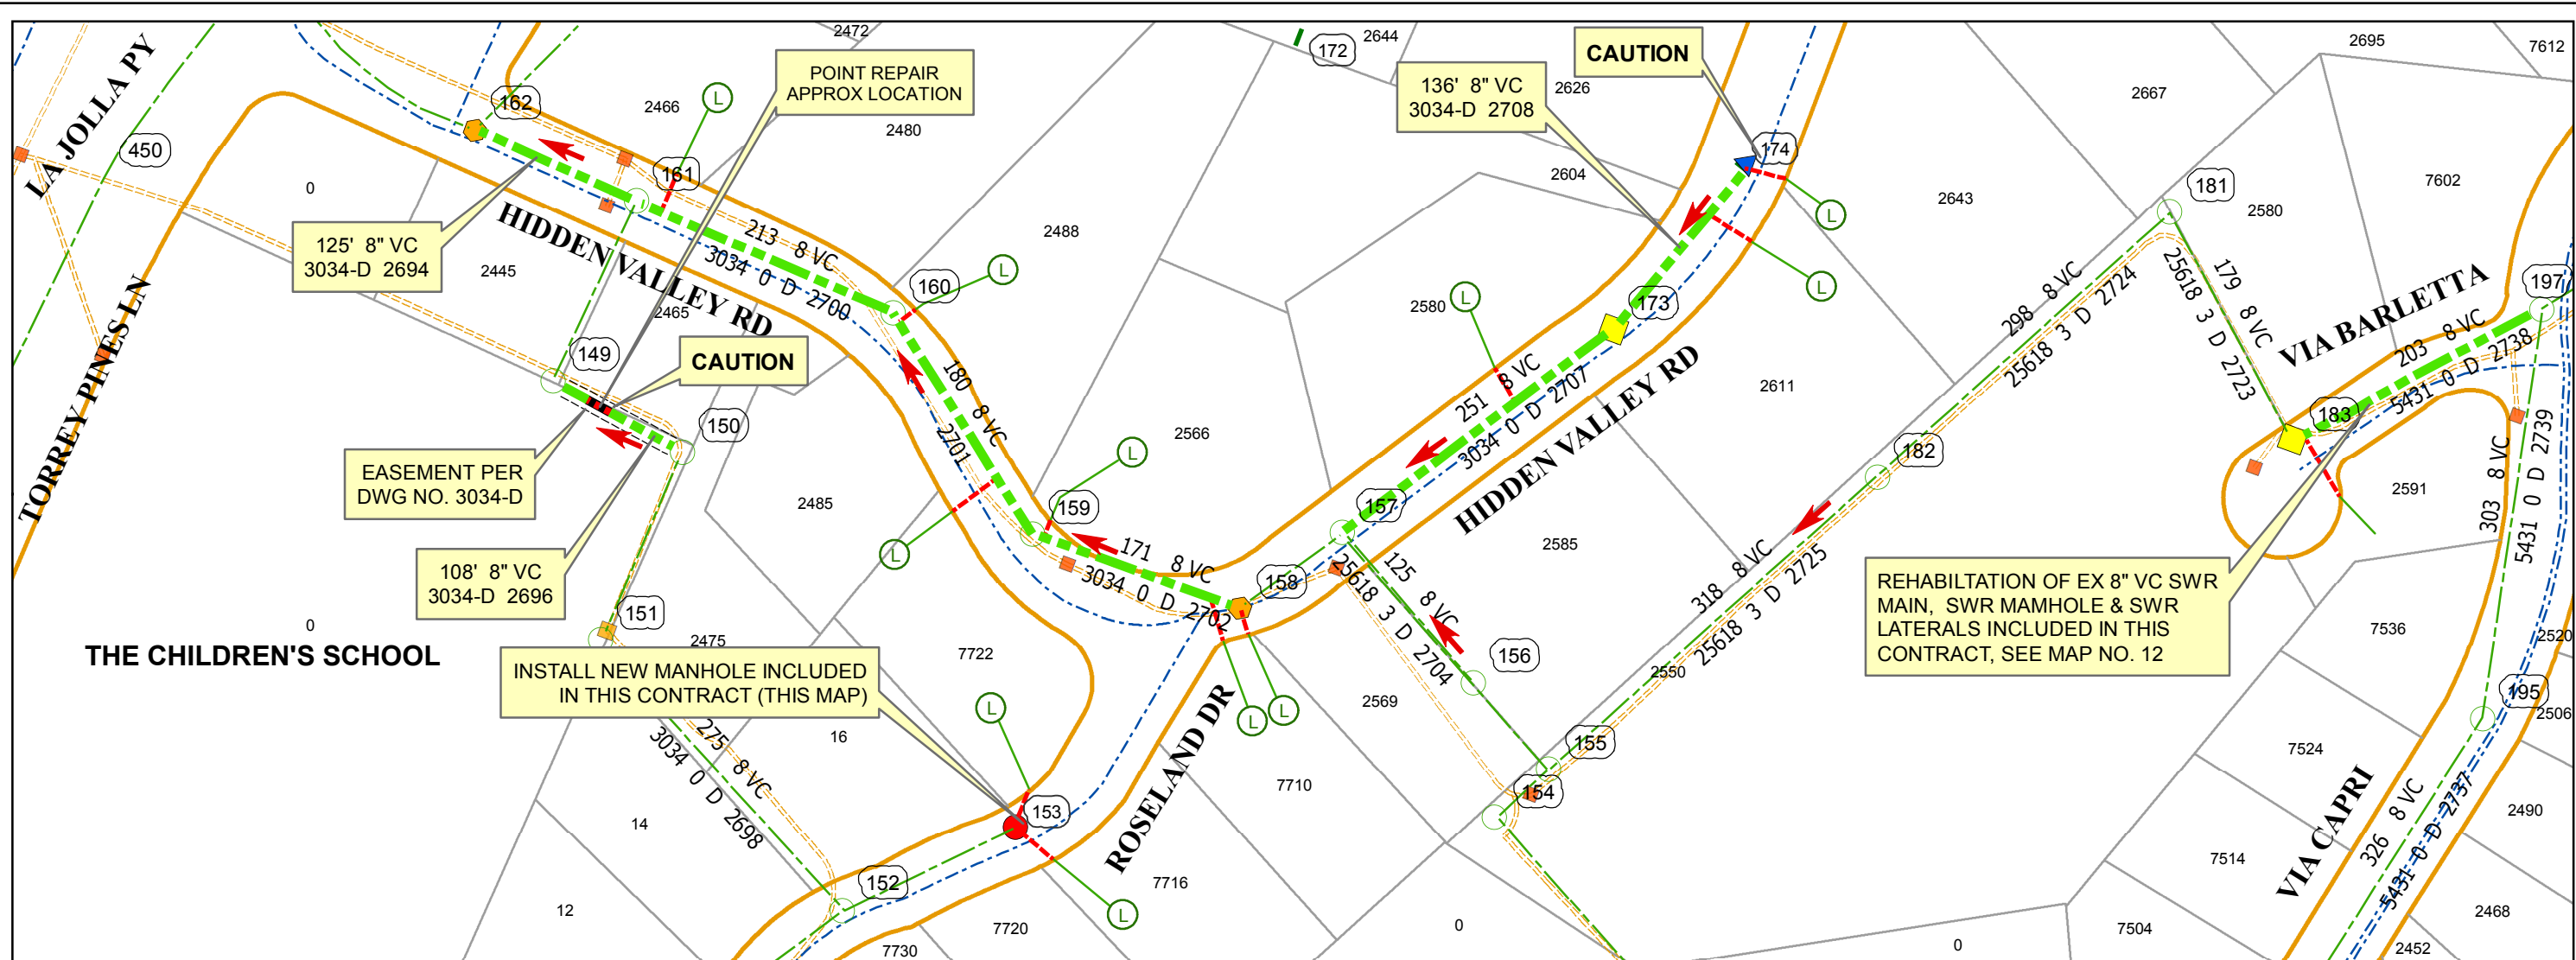 LA JOLLA PY
450
162
2472
2466
POINT REPAIR
APPROX LOCATION
2480
L
161
0
125' 8" VC
3034-D 2694
HIDDEN VALLEY RD
213 8 VC
3034 0 D 2700
2445
2465
TORREY PINES LN
149
CAUTION
150
EASEMENT PER
DWG NO. 3034-D
108' 8" VC
3034-D 2696
151
0
THE CHILDREN'S SCHOOL
2475
INSTALL NEW MANHOLE INCLUDED
IN THIS CONTRACT (THIS MAP)
275 8 VC
3034 0 D 2698
14
12
16
152
153
L
L
7722
2485
160
L
180 8 VC
2701
L
159
L
171 8 VC
3034 0 D 2702
158
L
L
ROSELAND DR
7710
7716
7720
7730
2488
2566
172
2644
136' 8" VC
3034-D 2708
CAUTION
2626
2604
174
L
L
173
2580
L
251 8 VC
3034 0 D 2707
HIDDEN VALLEY RD
157
125 8 VC
25618 3 D 2704
156
2585
2569
2550
155
154
0
2611
2643
2667
2695
7612
7602
181
2580
298 8 VC
25618 3 D 2724
179 8 VC
25618 3 D 2723
182
318 8 VC
25618 3 D 2725
VIA BARLETTA
197
203 8 VC
5431 0 D 2738
183
2591
303 8 VC
5431 0 D 2739
REHABILTATION OF EX 8" VC SWR
MAIN, SWR MAMHOLE & SWR
LATERALS INCLUDED IN THIS
CONTRACT, SEE MAP NO. 12
7536
2520
195
2506
7524
7514
7504
VIA CAPRI
326 8 VC
5431 0 D 2737
2490
2468
2452
0